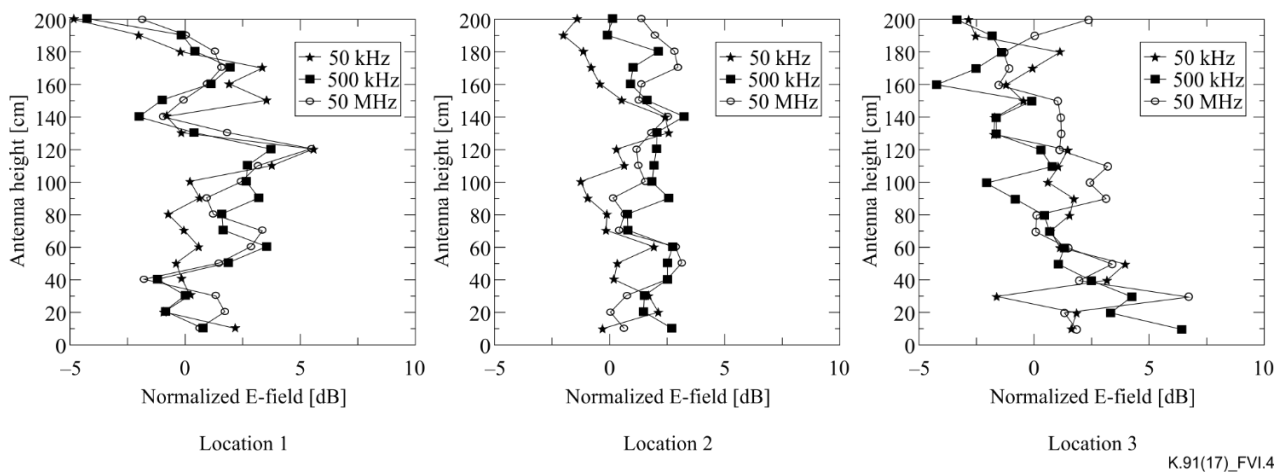 200
180
160
140
120
100
80
60
40
20
0
Antenna height [cm]
50 kHz
500 kHz
50 MHz
–5
0
5
10
Normalized E-field [dB]
Location 1
200
180
160
140
120
100
80
60
40
20
0
Antenna height [cm]
50 kHz
500 kHz
50 MHz
–5
0
5
10
Normalized E-field [dB]
Location 2
200
180
160
140
120
100
80
60
40
20
0
Antenna height [cm]
50 kHz
500 kHz
50 MHz
–5
0
5
10
Normalized E-field [dB]
Location 3
K.91(17)_FVI.4